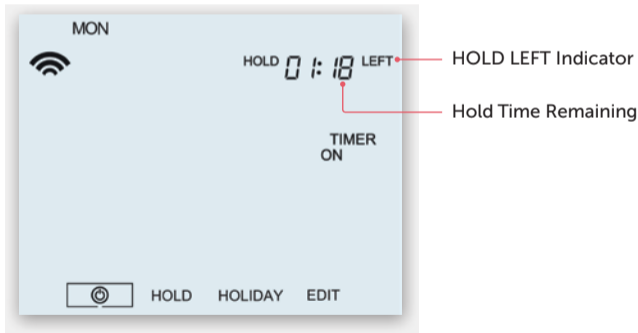 MON
HOLD 01:18 LEFT
HOLD LEFT Indicator
Hold Time Remaining
TIMER
ON
HOLD HOLIDAY EDIT